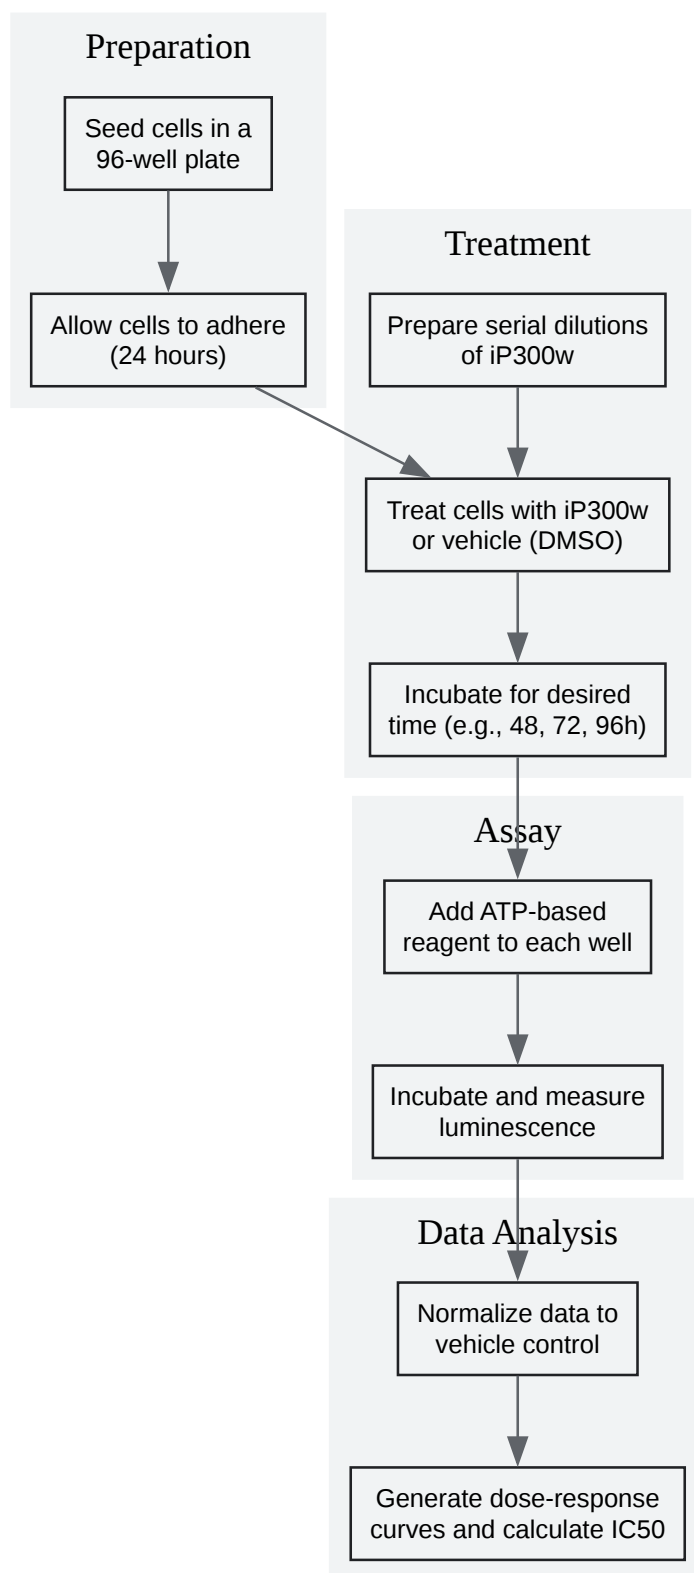 Preparation
Seed cells in a
96-well plate
Allow cells to adhere
(24 hours)
Treatment
Prepare serial dilutions
of iP300w
Treat cells with iP300w
or vehicle (DMSO)
Incubate for desired
time (e.g., 48, 72, 96h)
Assay
Add ATP-based
reagent to each well
Incubate and measure
luminescence
Data Analysis
Normalize data to
vehicle control
Generate dose-response
curves and calculate IC50